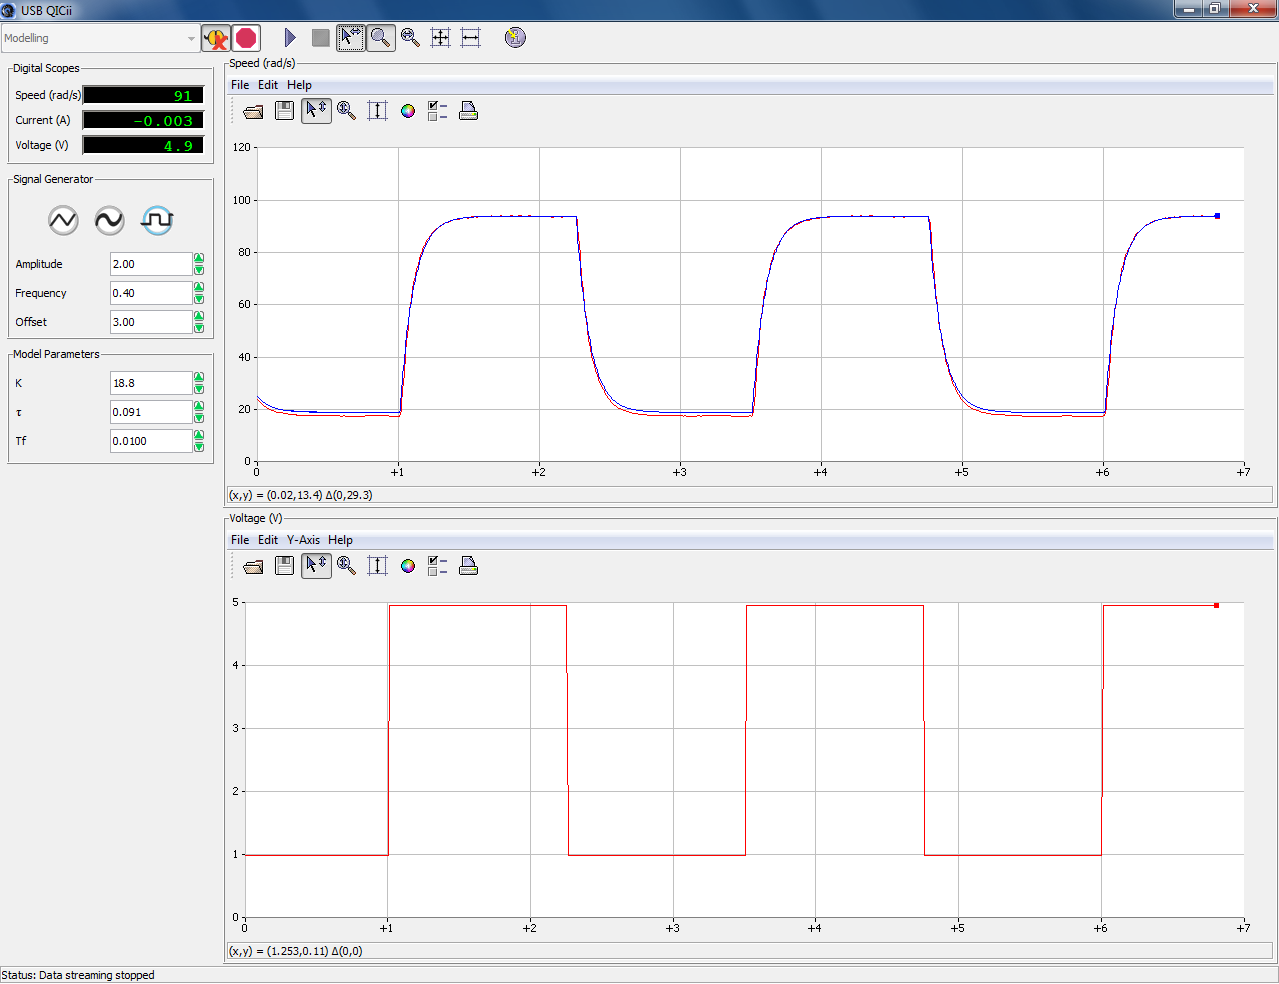 USB QICii
Modelling
Digital Scopes
Speed (rad/s) 91
Current (A) -0.003
Voltage (V) 4.9
Signal Generator
Amplitude 2.00
Frequency 0.40
Offset 3.00
Model Parameters
K 18.8
τ 0.091
Tf 0.0100
Speed (rad/s)
File Edit Help
120
100
80
60
40
20
0
0 +1 +2 +3 +4 +5 +6 +7
(x,y) = (0.02,13.4) Δ(0,29.3)
Voltage (V)
File Edit Y-Axis Help
5
4
3
2
1
0
0 +1 +2 +3 +4 +5 +6 +7
(x,y) = (1.253,0.11) Δ(0,0)
Status: Data streaming stopped